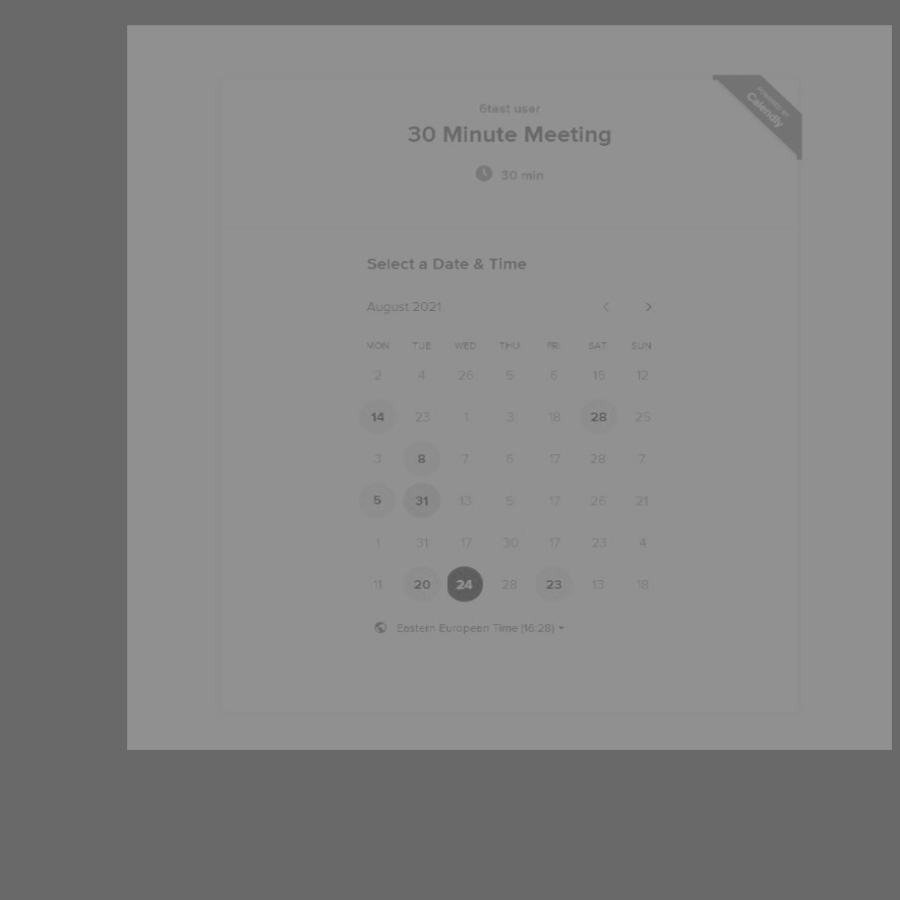 6test user
30 Minute Meeting
30 min
POWERED BY
Calendly
Select a Date & Time
August 2021
MON TUE WED THU FRI SAT SUN
2 4 26 5 6 15 12
14 23 1 3 18 28 25
3 8 7 6 17 28 7
5 31 13 5 17 26 21
1 31 17 30 17 23 4
11 20 24 28 23 13 18
Eastern European Time (16:28)